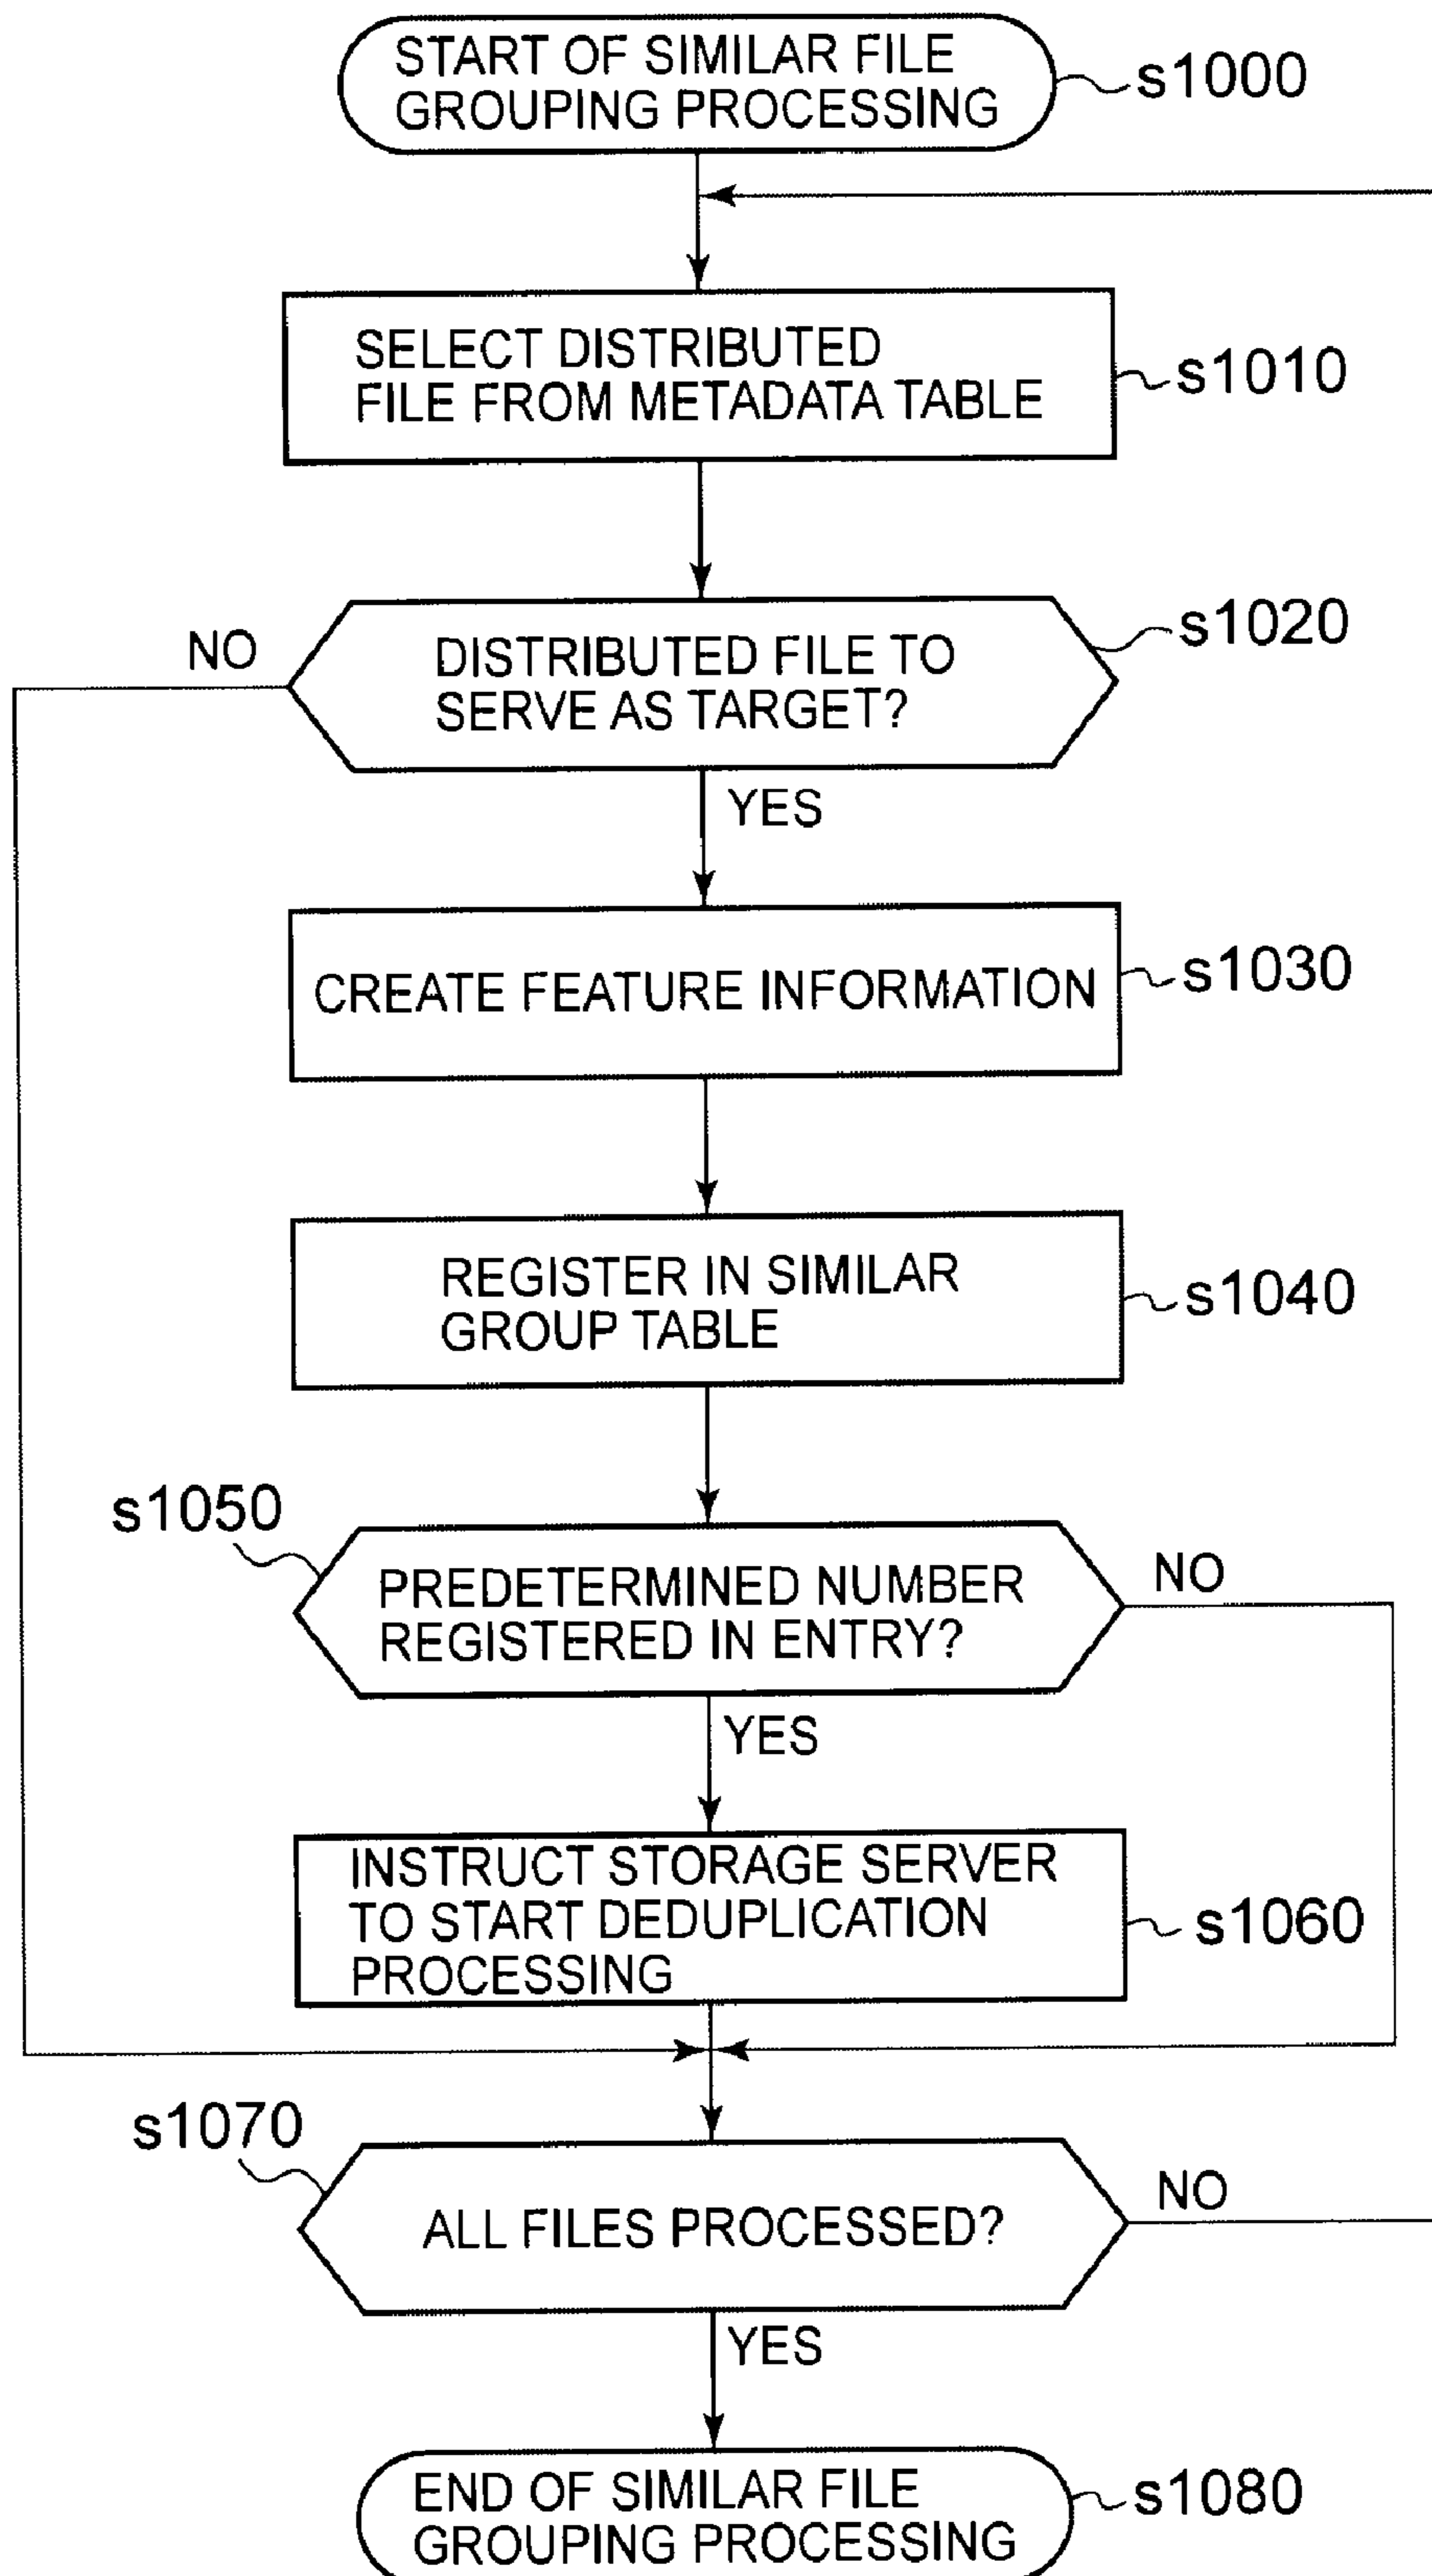 START OF SIMILAR FILE
GROUPING PROCESSING
s1000
SELECT DISTRIBUTED
FILE FROM METADATA TABLE
s1010
NO
DISTRIBUTED FILE TO
SERVE AS TARGET?
s1020
YES
CREATE FEATURE INFORMATION
s1030
REGISTER IN SIMILAR
GROUP TABLE
s1040
s1050
PREDETERMINED NUMBER
REGISTERED IN ENTRY?
NO
YES
INSTRUCT STORAGE SERVER
TO START DEDUPLICATION
PROCESSING
s1060
s1070
ALL FILES PROCESSED?
NO
YES
END OF SIMILAR FILE
GROUPING PROCESSING
s1080